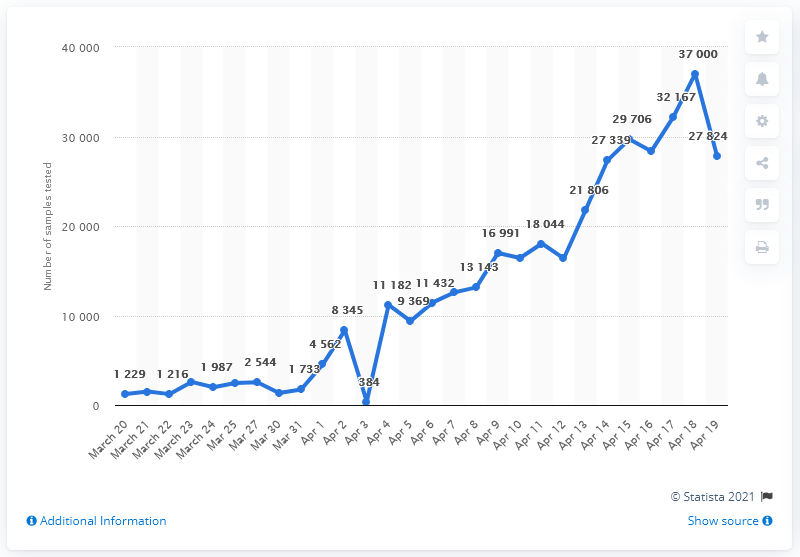 40 000
30 000
20 000
10 000
0
Number of samples tested
1 229
1 216
1 987
2 544
1 733
4 562
8 345
384
11 182
9 369
11 432
13 143
16 991
18 044
21 806
27 339
29 706
32 167
37 000
27 824
March 20
March 21
March 22
March 23
March 24
Mar 25
Mar 27
Mar 30
Mar 31
Apr 1
Apr 2
Apr 3
Apr 4
Apr 5
Apr 6
Apr 7
Apr 8
Apr 9
Apr 10
Apr 11
Apr 12
Apr 13
Apr 14
Apr 15
Apr 16
Apr 17
Apr 18
Apr 19
© Statista 2021
Additional Information
Show source